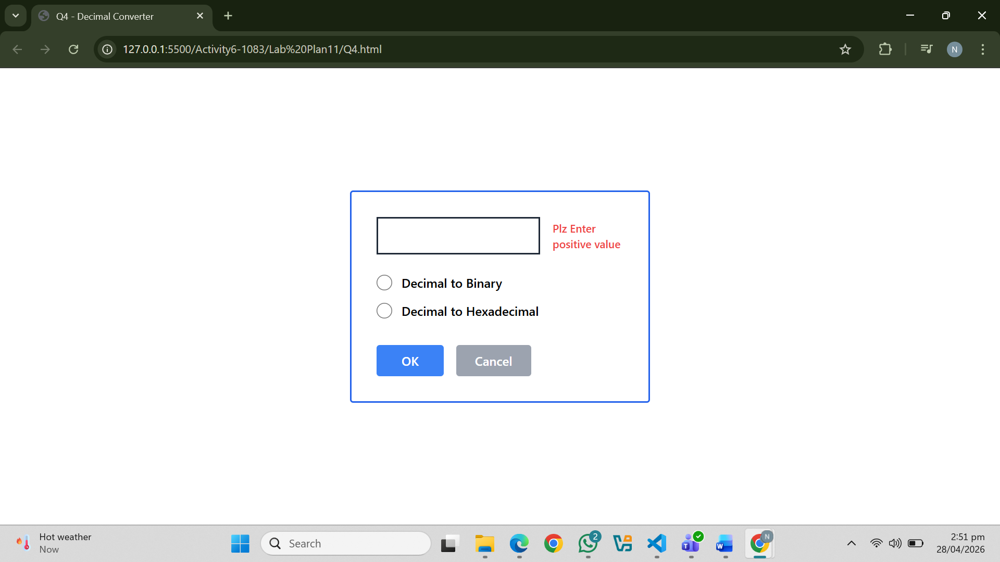 Q4 - Decimal Converter
127.0.0.1:5500/Activity6-1083/Lab%20Plan11/Q4.html
N
Plz Enter
positive value
Decimal to Binary
Decimal to Hexadecimal
OK
Cancel
Hot weather
Now
Search
2
T
W
N
2:51 pm
28/04/2026